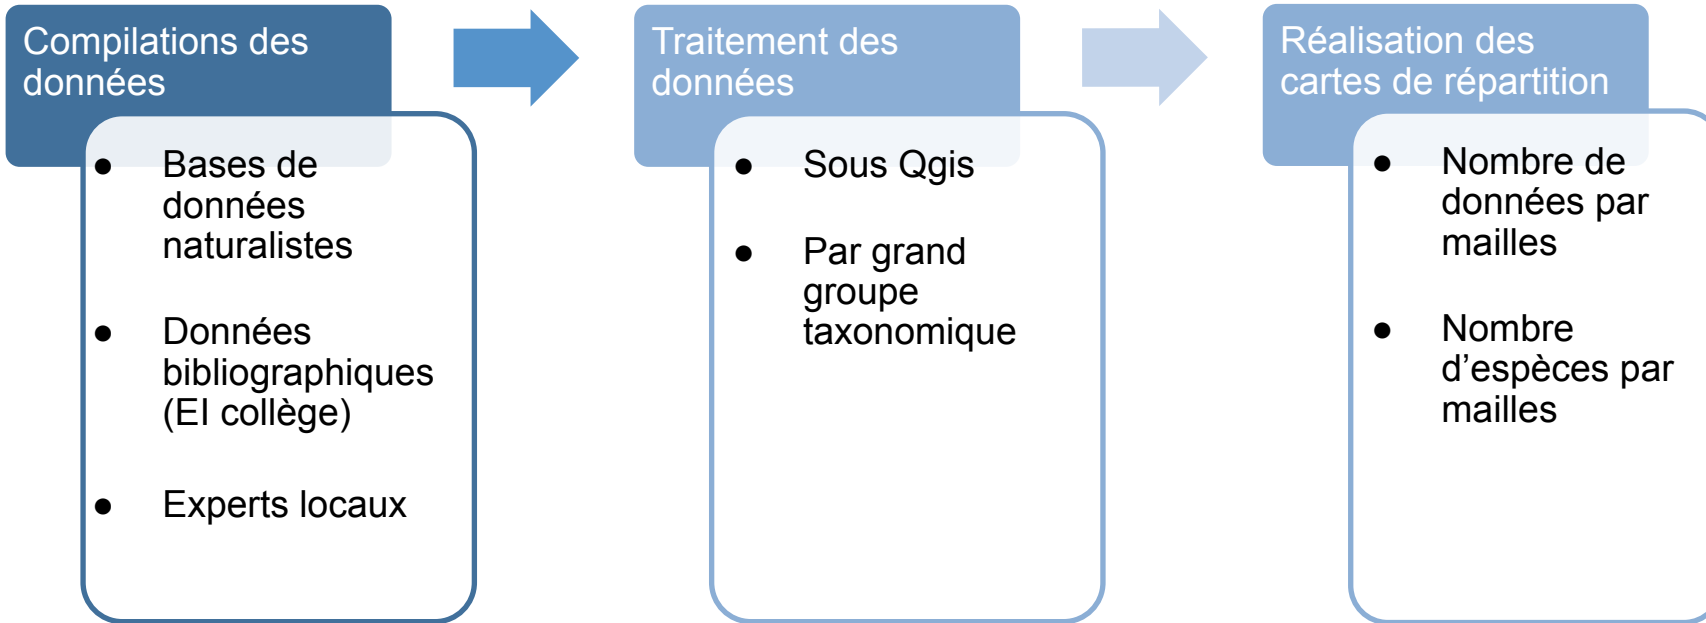 Compilations des
données
● Bases de
données
naturalistes
● Données
bibliographiques
(EI collège)
● Experts locaux
Traitement des
données
● Sous Qgis
● Par grand
groupe
taxonomique
Réalisation des
cartes de répartition
● Nombre de
données par
mailles
● Nombre
d’espèces par
mailles